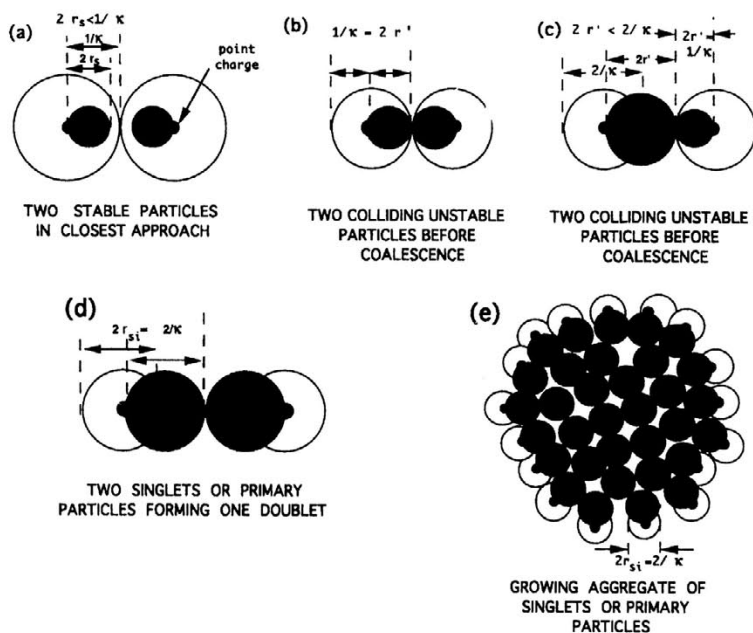 (a)
2 r_s<1/ κ
1/κ
2 r_s
point
charge
TWO STABLE PARTICLES
IN CLOSEST APPROACH
(b)
1/κ = 2 r'
TWO COLLIDING UNSTABLE
PARTICLES BEFORE
COALESCENCE
(c)
2 r' < 2/ κ
2r'=
1/κ
2r'
2/κ
TWO COLLIDING UNSTABLE
PARTICLES BEFORE
COALESCENCE
(d)
2 r_si= 2/κ
TWO SINGLETS OR PRIMARY
PARTICLES FORMING ONE DOUBLET
(e)
2r_si=2/ κ
GROWING AGGREGATE OF
SINGLETS OR PRIMARY
PARTICLES